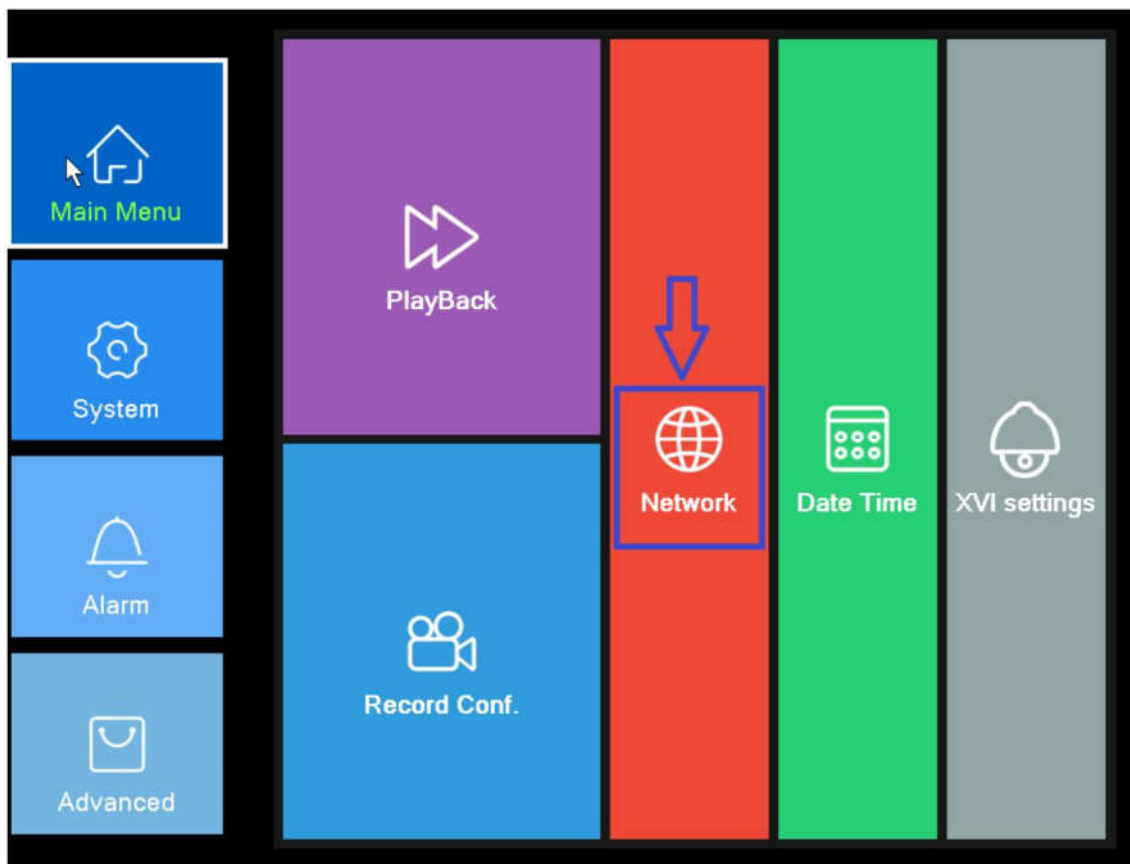 Main Menu
System
Alarm
Advanced
PlayBack
Record Conf.
Network
Date Time
XVI settings